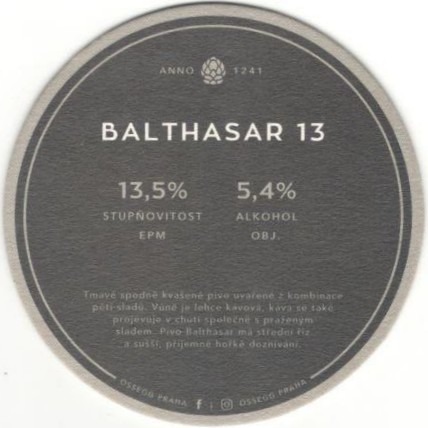 ANNO 1241
BALTHASAR 13
13,5% 5,4%
STUPŇOVITOST ALKOHOL
EPM OBJ.
Tmavé spodně kvašené pivo uvařené z kombinace
pěti sladů. Vůně je lehce kávová, káva se také
projevuje v chuti společně s praženým
sladem. Pivo Balthasar má střední říz
a sušší, příjemně hořké doznívání.
OSSEGG PRAHA f | OSSEGG PRAHA